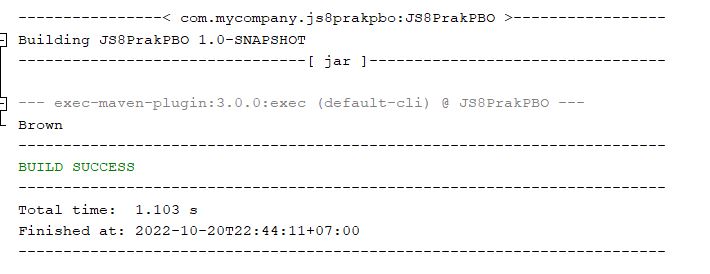 ----------------< com.mycompany.js8prakpbo:JS8PrakPBO >-----------------
Building JS8PrakPBO 1.0-SNAPSHOT
--------------------------------[ jar ]---------------------------------
--- exec-maven-plugin:3.0.0:exec (default-cli) @ JS8PrakPBO ---
Brown
------------------------------------------------------------------------
BUILD SUCCESS
------------------------------------------------------------------------
Total time:  1.103 s
Finished at: 2022-10-20T22:44:11+07:00
------------------------------------------------------------------------